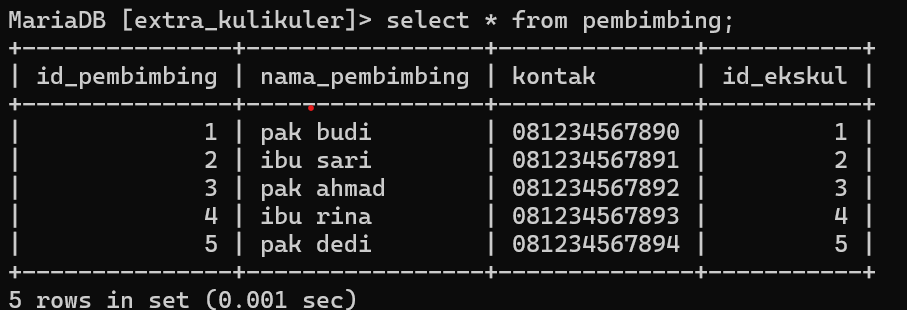 MariaDB [extra_kulikuler]> select * from pembimbing;
+---------------+-----------------+--------------+-----------+
| id_pembimbing | nama_pembimbing | kontak       | id_ekskul |
+---------------+-----------------+--------------+-----------+
|             1 | pak budi        | 081234567890 |         1 |
|             2 | ibu sari        | 081234567891 |         2 |
|             3 | pak ahmad       | 081234567892 |         3 |
|             4 | ibu rina        | 081234567893 |         4 |
|             5 | pak dedi        | 081234567894 |         5 |
+---------------+-----------------+--------------+-----------+
5 rows in set (0.001 sec)